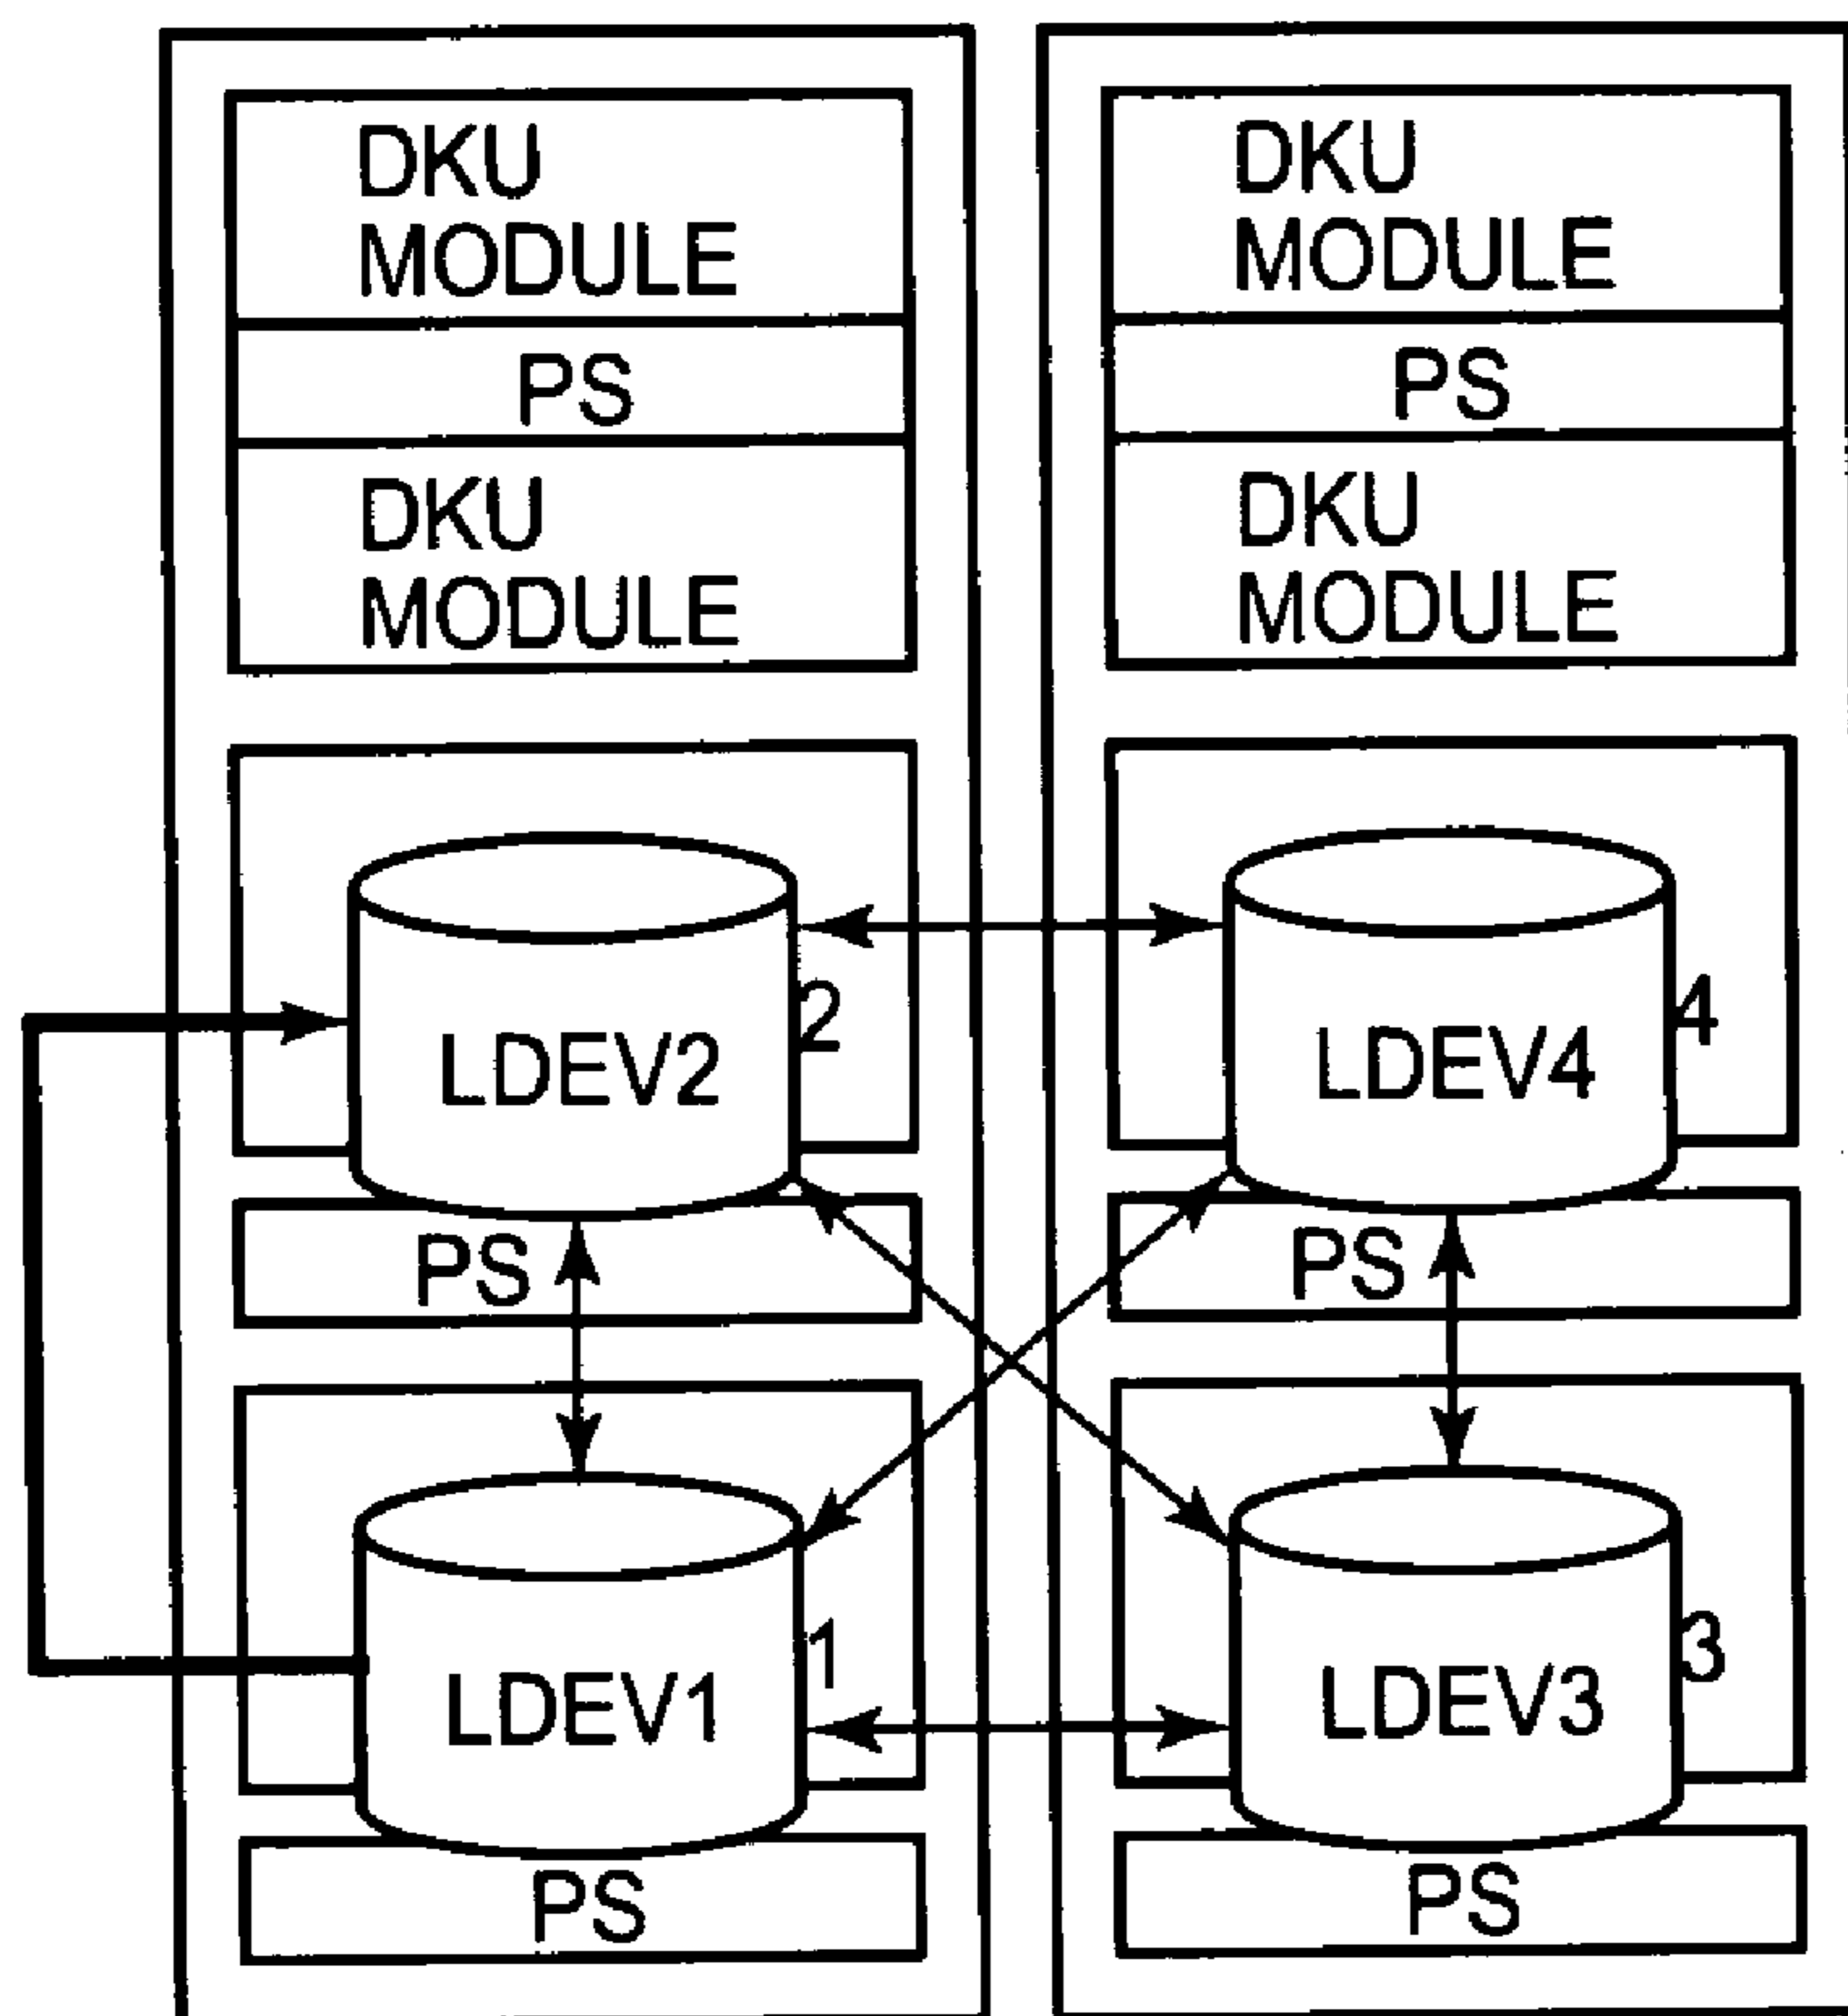 DKU
MODULE
PS
DKU
MODULE
2
LDEV2
PS
1
LDEV1
PS
DKU
MODULE
PS
DKU
MODULE
4
LDEV4
PS
3
LDEV3
PS